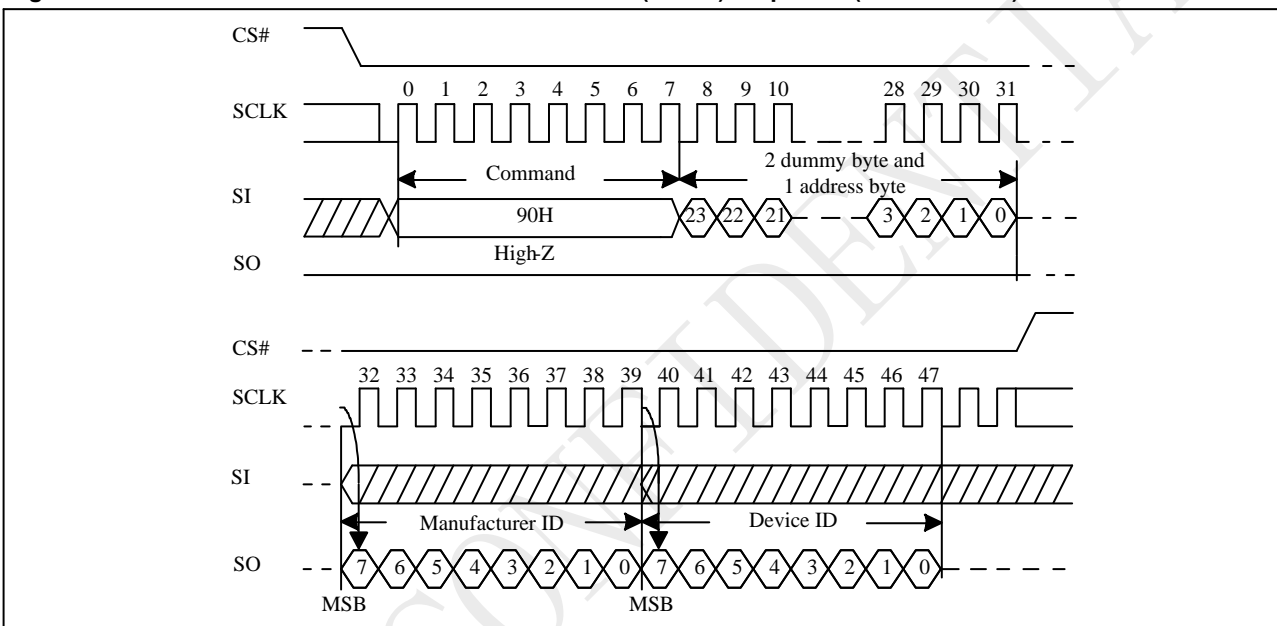 CS#
0 1 2 3 4 5 6 7 8 9 10 28 29 30 31
SCLK
Command
2 dummy byte and
1 address byte
SI
90H
23 22 21 3 2 1 0
High-Z
SO
CS#
32 33 34 35 36 37 38 39 40 41 42 43 44 45 46 47
SCLK
SI
Manufacturer ID Device ID
SO
7 6 5 4 3 2 1 0 7 6 5 4 3 2 1 0
MSB MSB